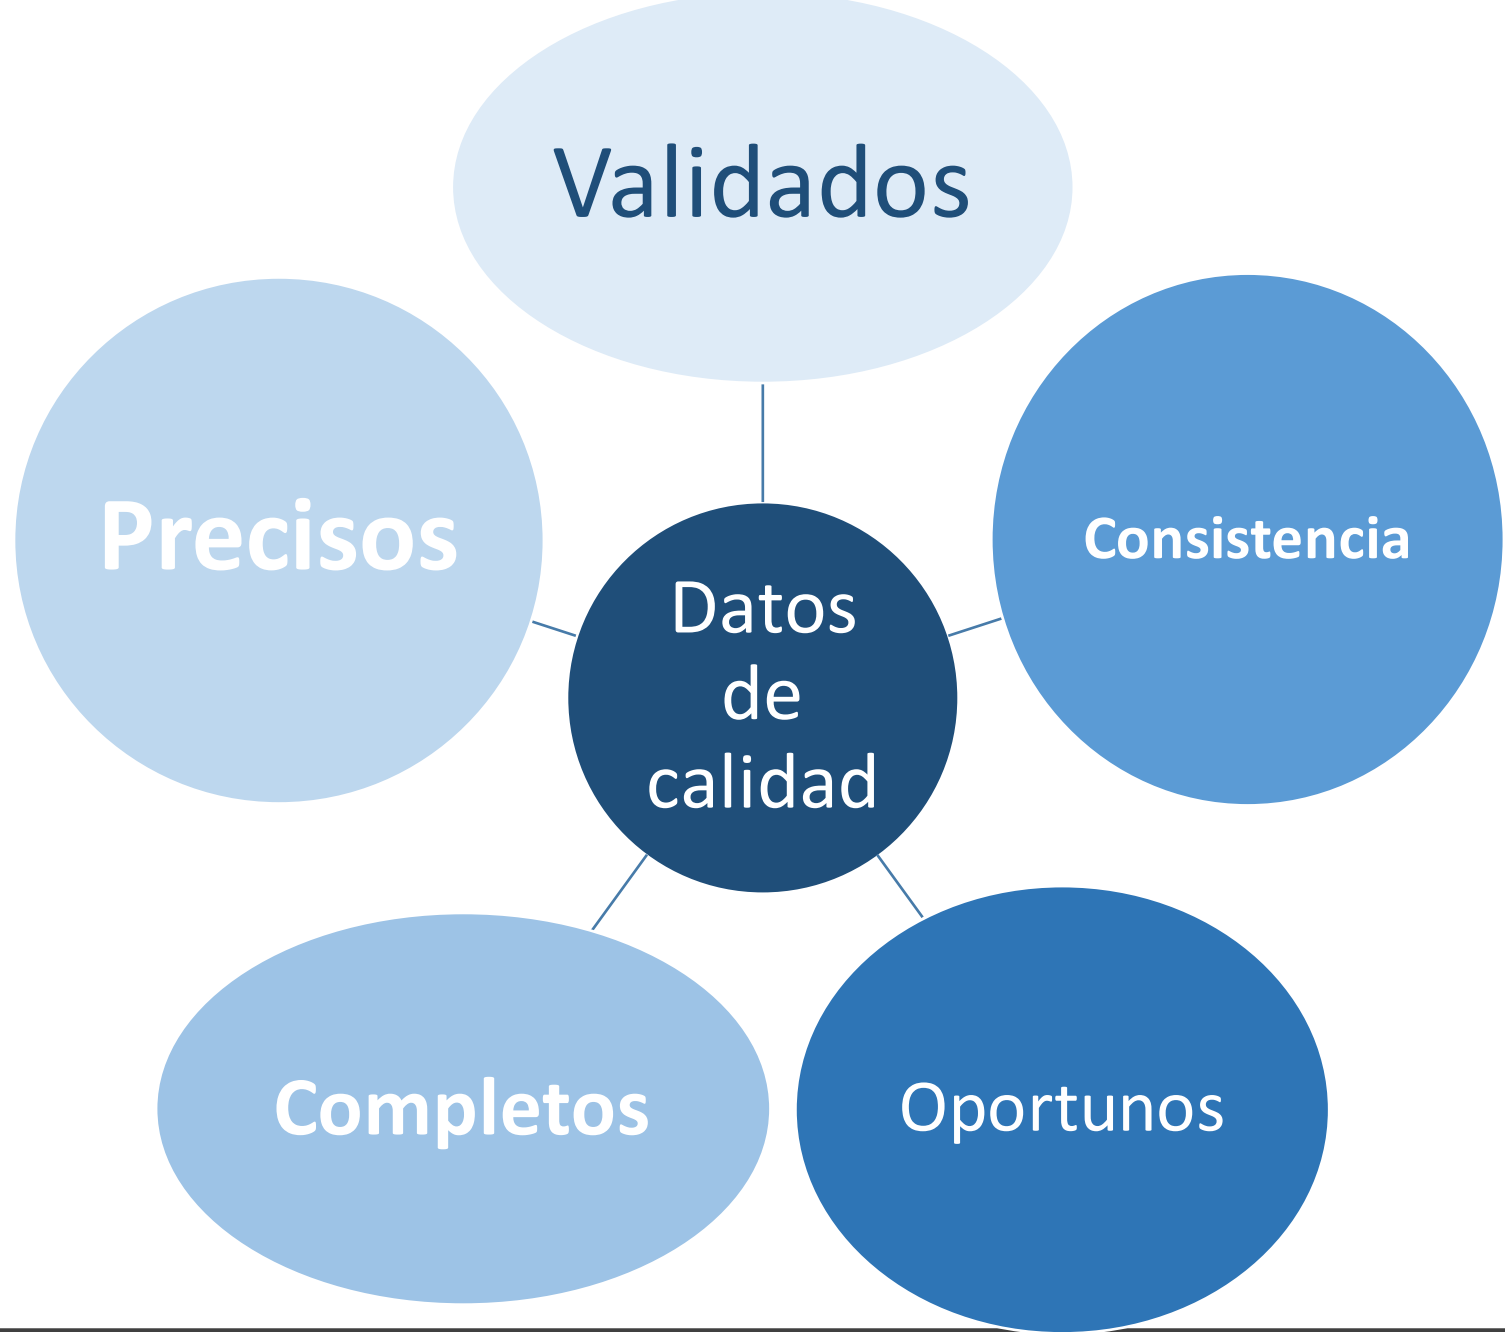 Validados
Precisos
Consistencia
Datos
de
calidad
Completos
Oportunos